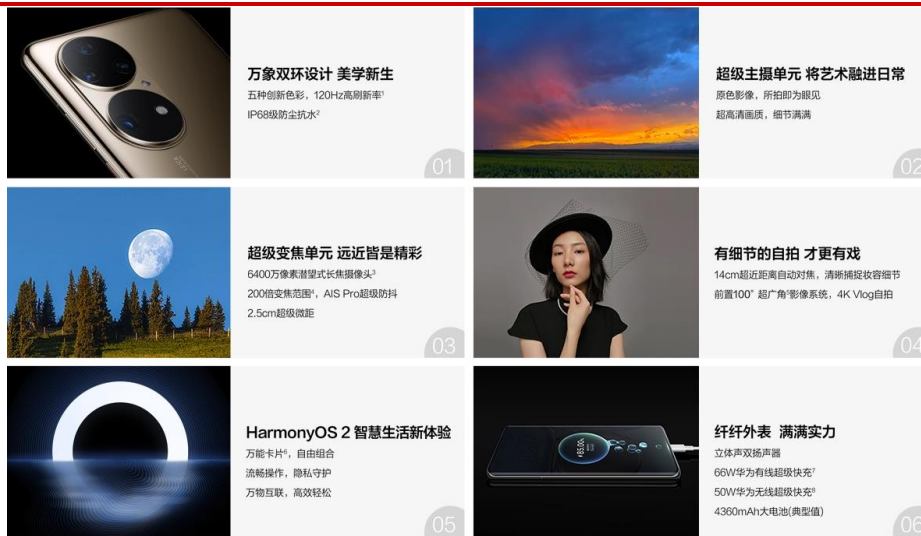 万象双环设计 美学新生
五种创新色彩，120Hz高刷新率¹
IP68级防尘抗水²
01
超级主摄单元 将艺术融进日常
原色影像，所拍即为眼见
超高清画质，细节满满
02
超级变焦单元 远近皆是精彩
6400万像素潜望式长焦摄像头³
200倍变焦范围⁴，AIS Pro超级防抖
2.5cm超级微距
03
有细节的自拍 才更有戏
14cm超近距离自动对焦，清晰捕捉妆容细节
前置100°超广角⁵影像系统，4K Vlog自拍
04
HarmonyOS 2 智慧生活新体验
万能卡片⁶，自由组合
流畅操作，隐私守护
万物互联，高效轻松
05
纤纤外表 满满实力
立体声双扬声器
66W华为有线超级快充⁷
50W华为无线超级快充⁸
4360mAh大电池(典型值)
06